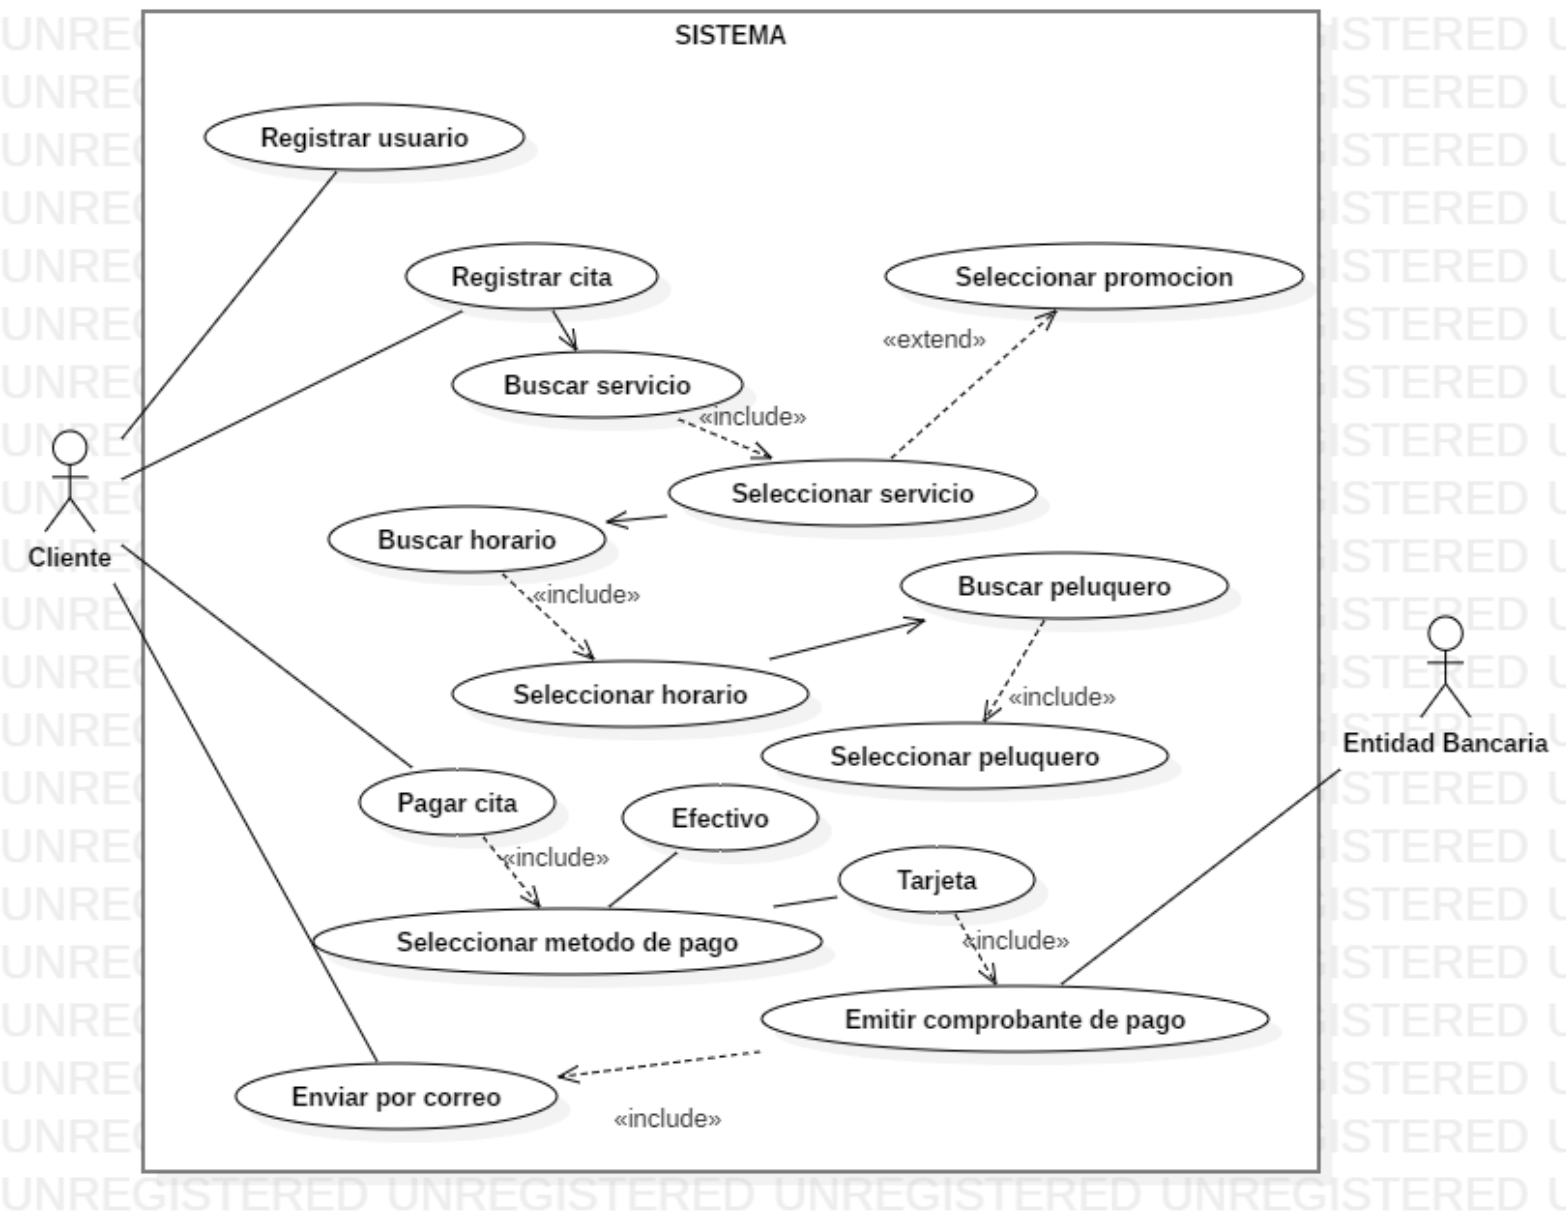 SISTEMA
Registrar usuario
Registrar cita
Seleccionar promocion
«extend»
Buscar servicio
«include»
Seleccionar servicio
Buscar horario
Cliente
«include»
Buscar peluquero
Seleccionar horario
«include»
Seleccionar peluquero
Entidad Bancaria
Pagar cita
Efectivo
«include»
Tarjeta
Seleccionar metodo de pago
«include»
Emitir comprobante de pago
Enviar por correo
«include»
UNREGISTERED UNREGISTERED UNREGISTERED UNREGISTERED